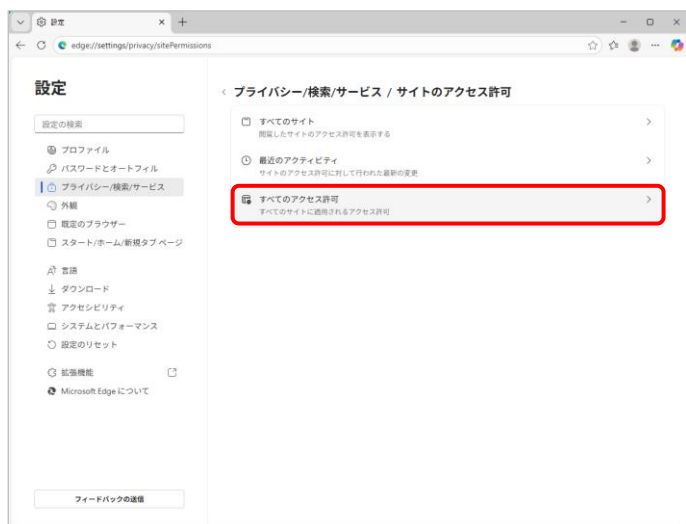 設定
edge://settings/privacy/sitePermissions
設定
プライバシー/検索/サービス / サイトのアクセス許可
設定の検索
プロファイル
パスワードとオートフィル
プライバシー/検索/サービス
外観
既定のブラウザー
スタート/ホーム/新規タブ ページ
言語
ダウンロード
アクセシビリティ
システムとパフォーマンス
設定のリセット
拡張機能
Microsoft Edge について
フィードバックの送信
すべてのサイト
閲覧したサイトのアクセス許可を表示する
最近のアクティビティ
サイトのアクセス許可に対して行われた最新の変更
すべてのアクセス許可
すべてのサイトに適用されるアクセス許可